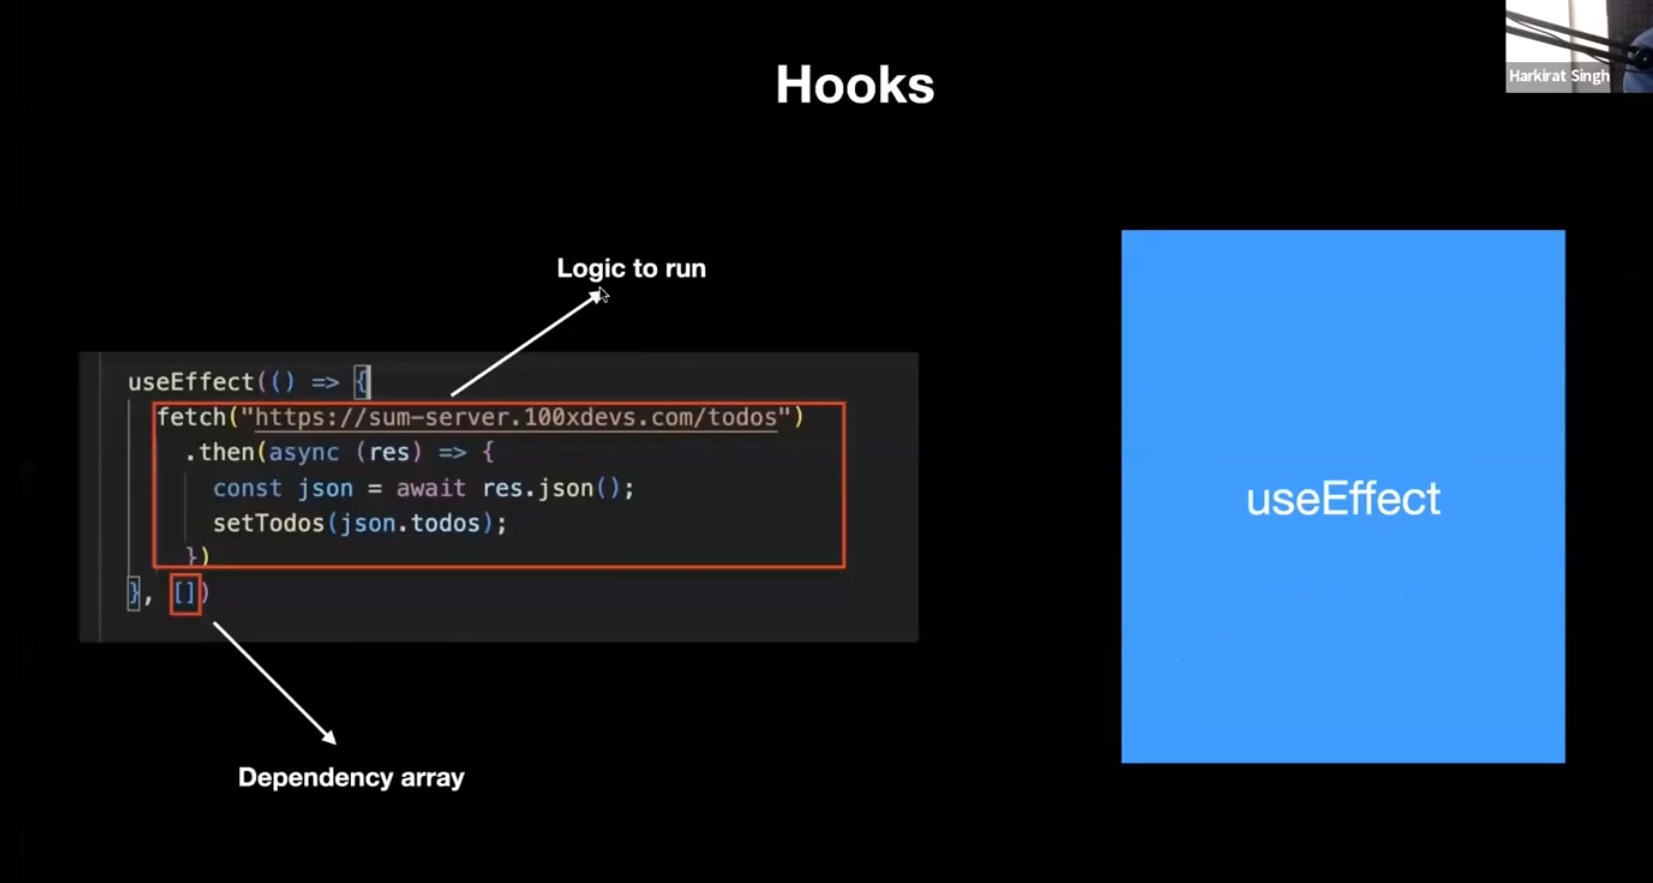 Harkirat Singh
Hooks
Logic to run
useEffect(() => {
fetch("https://sum-server.100xdevs.com/todos")
.then(async (res) => {
const json = await res.json();
setTodos(json.todos);
})
}, [])
Dependency array
useEffect